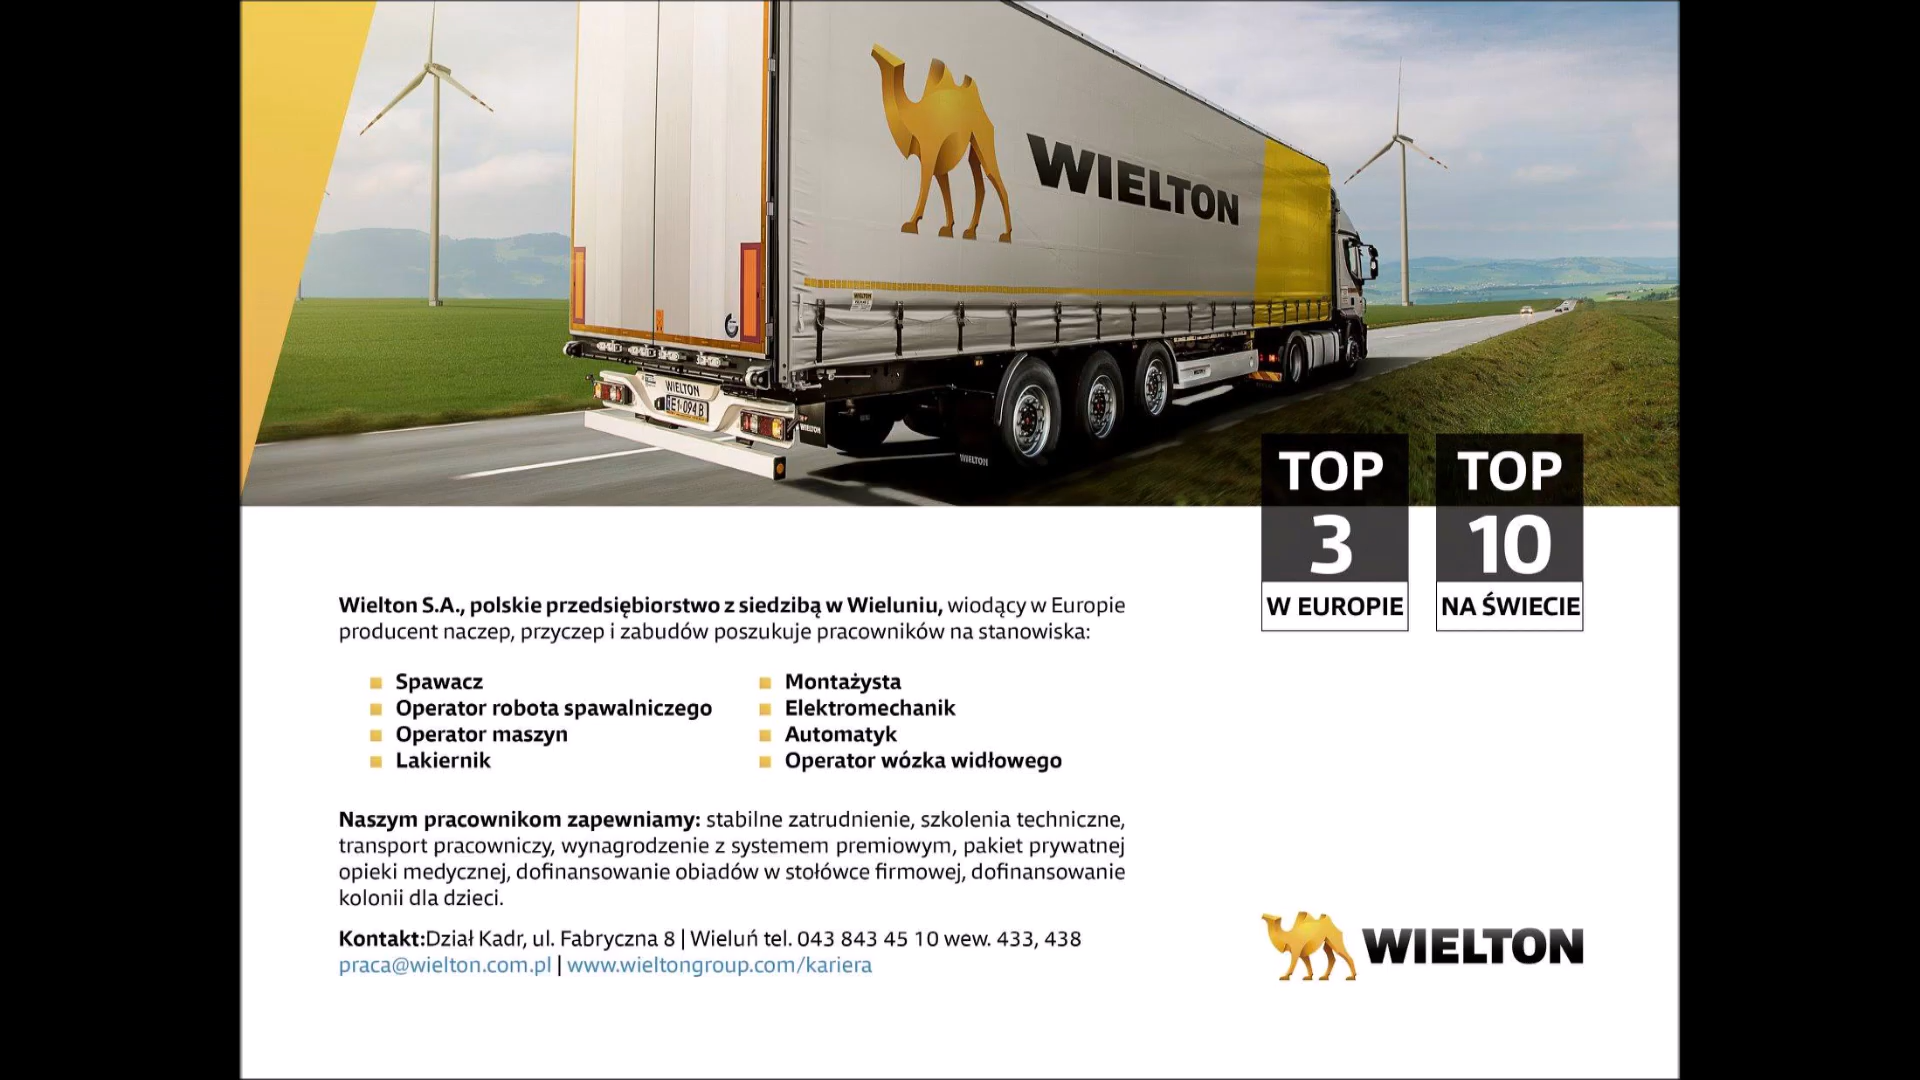 WIELTON
WIELTON
WIELTON
WIELTON
TOP
3
W EUROPIE
TOP
10
NA ŚWIECIE
Wielton S.A., polskie przedsiębiorstwo z siedzibą w Wieluniu, wiodący w Europie
producent naczep, przyczep i zabudów poszukuje pracowników na stanowiska:
Spawacz
Operator robota spawalniczego
Operator maszyn
Lakiernik
Montażysta
Elektromechanik
Automatyk
Operator wózka widłowego
Naszym pracownikom zapewniamy: stabilne zatrudnienie, szkolenia techniczne,
transport pracowniczy, wynagrodzenie z systemem premiowym, pakiet prywatnej
opieki medycznej, dofinansowanie obiadów w stołówce firmowej, dofinansowanie
kolonii dla dzieci.
Kontakt:Dział Kadr, ul. Fabryczna 8 | Wieluń tel. 043 843 45 10 wew. 433, 438
praca@wielton.com.pl | www.wieltongroup.com/kariera
WIELTON